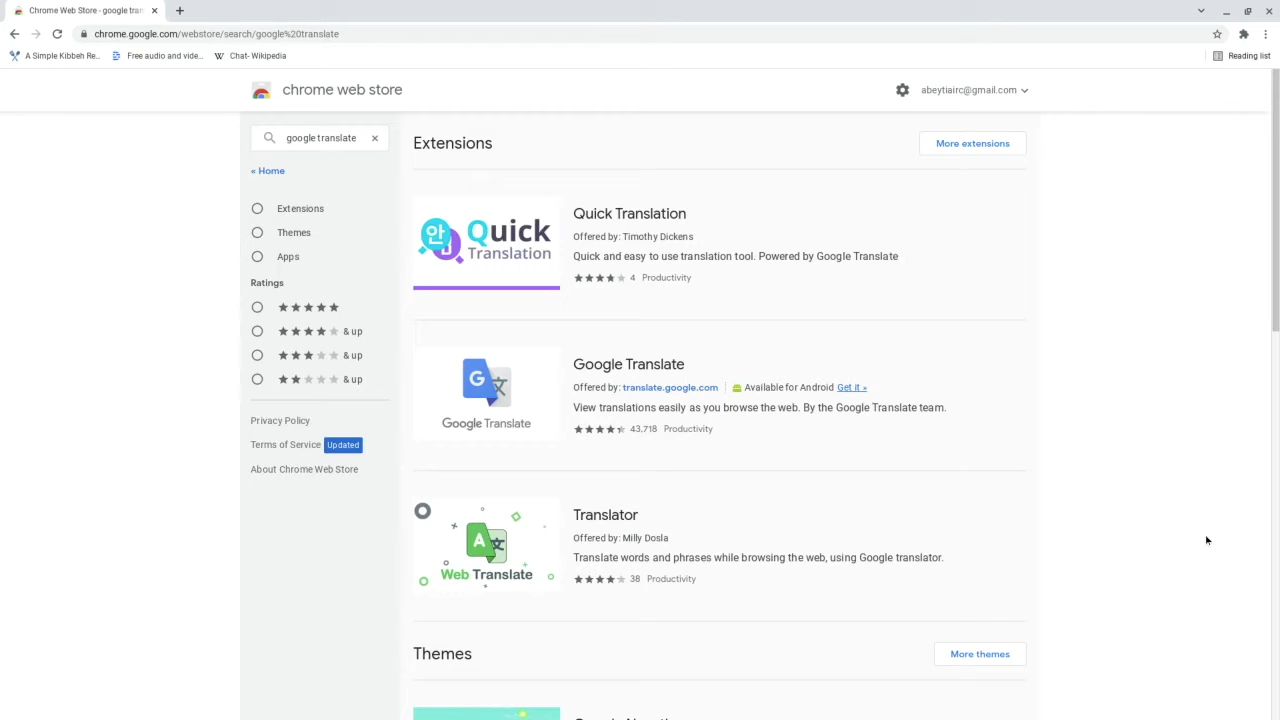 Chrome Web Store - google tran
chrome.google.com/webstore/search/google%20translate
A Simple Kibbeh Re...
Free audio and vide...
Chat- Wikipedia
Reading list
chrome web store
abeytiairc@gmail.com
google translate
« Home
Extensions
Themes
Apps
Ratings
& up
& up
& up
Privacy Policy
Terms of Service Updated
About Chrome Web Store
Extensions
More extensions
Quick
Translation
Quick Translation
Offered by: Timothy Dickens
Quick and easy to use translation tool. Powered by Google Translate
4 Productivity
G 文
Google Translate
Google Translate
Offered by: translate.google.com Available for Android Get it »
View translations easily as you browse the web. By the Google Translate team.
43,718 Productivity
A 文
Web Translate
Translator
Offered by: Milly Dosla
Translate words and phrases while browsing the web, using Google translator.
38 Productivity
Themes
More themes